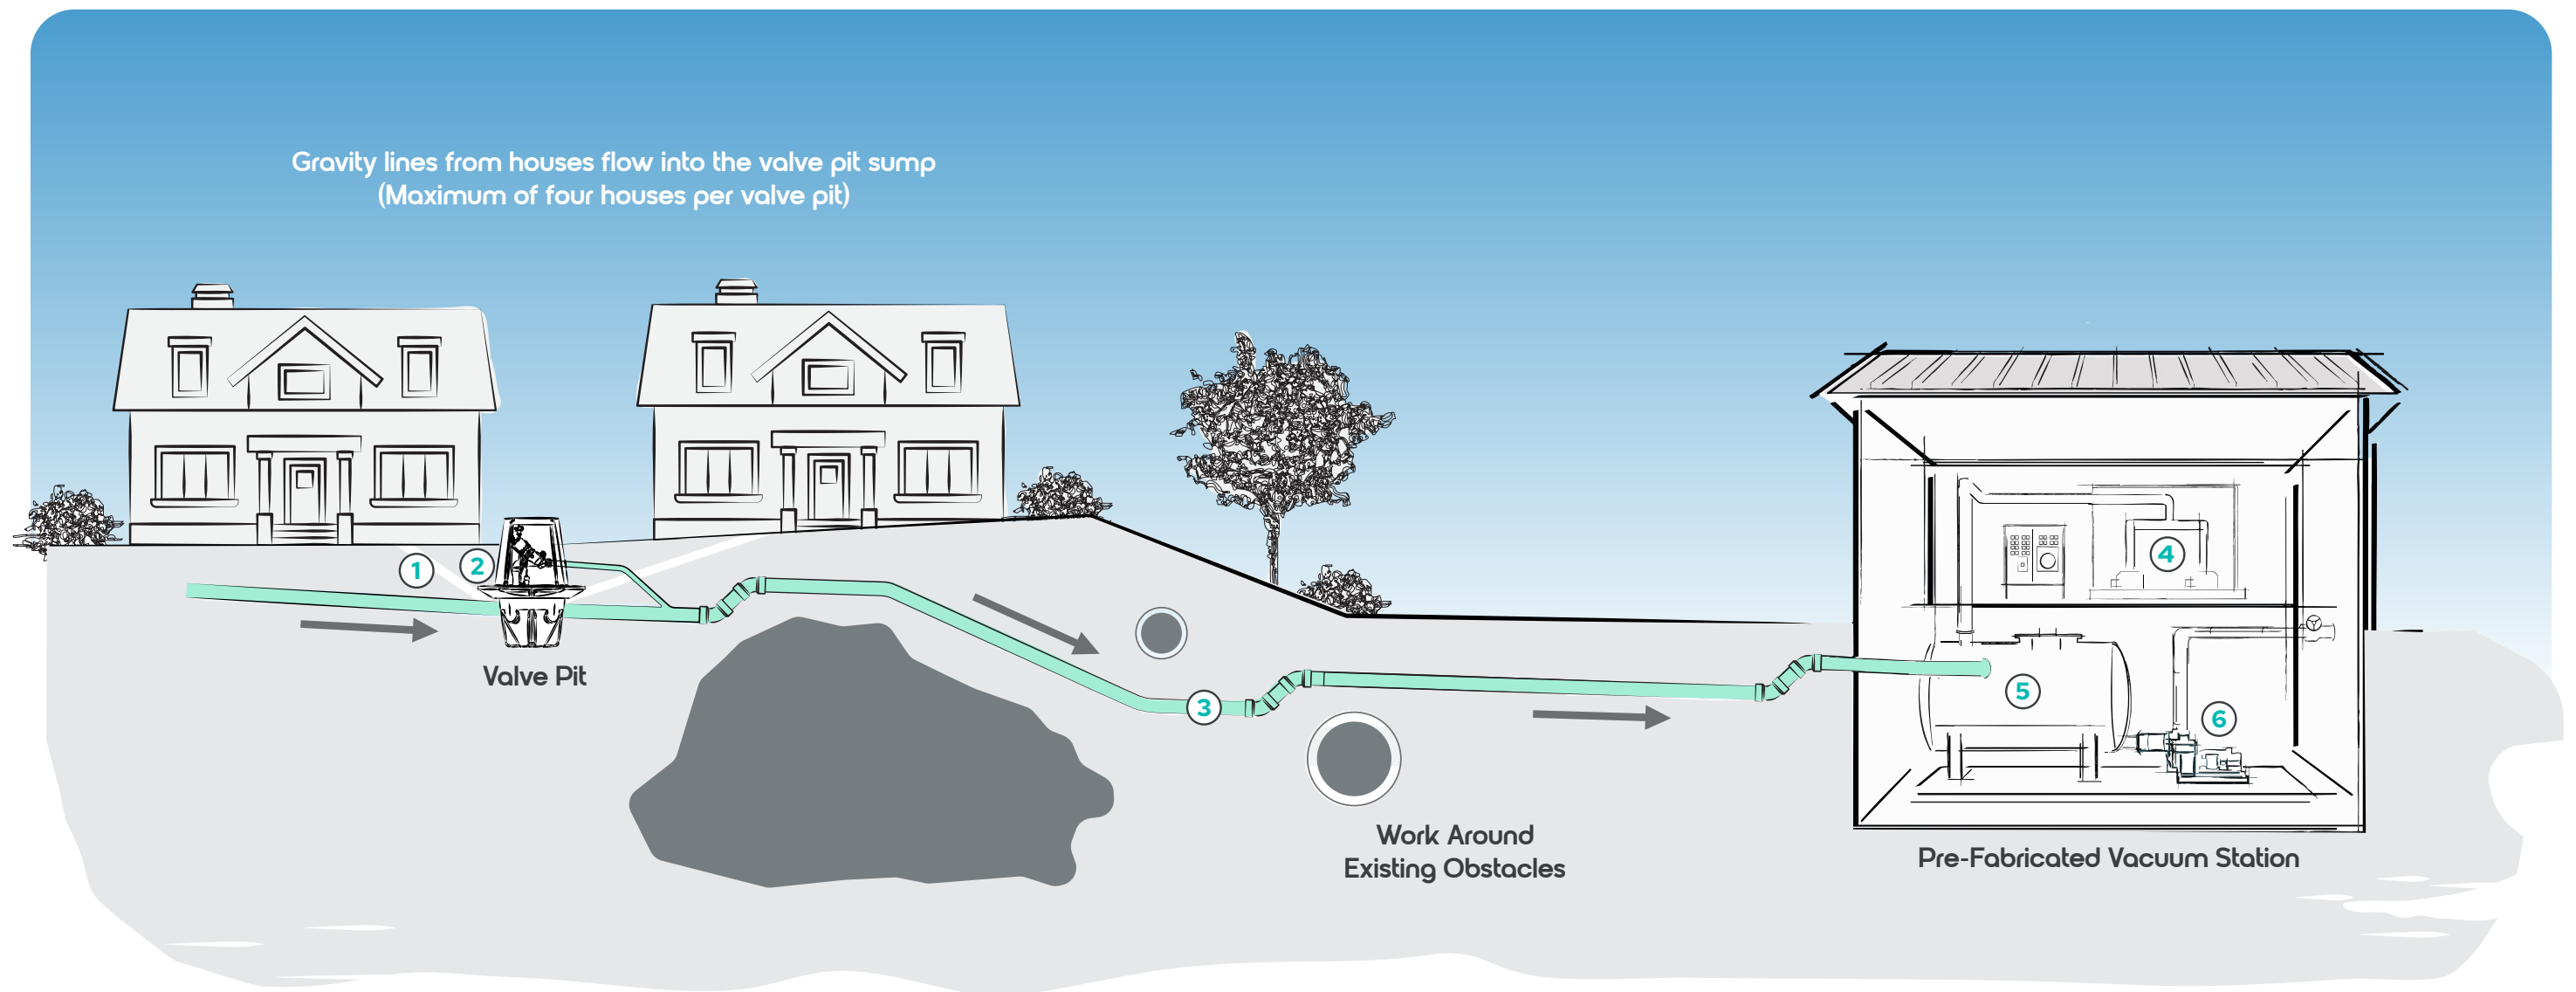 Gravity lines from houses flow into the valve pit sump
(Maximum of four houses per valve pit)
1
2
4
Valve Pit
3
5
6
Work Around
Existing Obstacles
Pre-Fabricated Vacuum Station